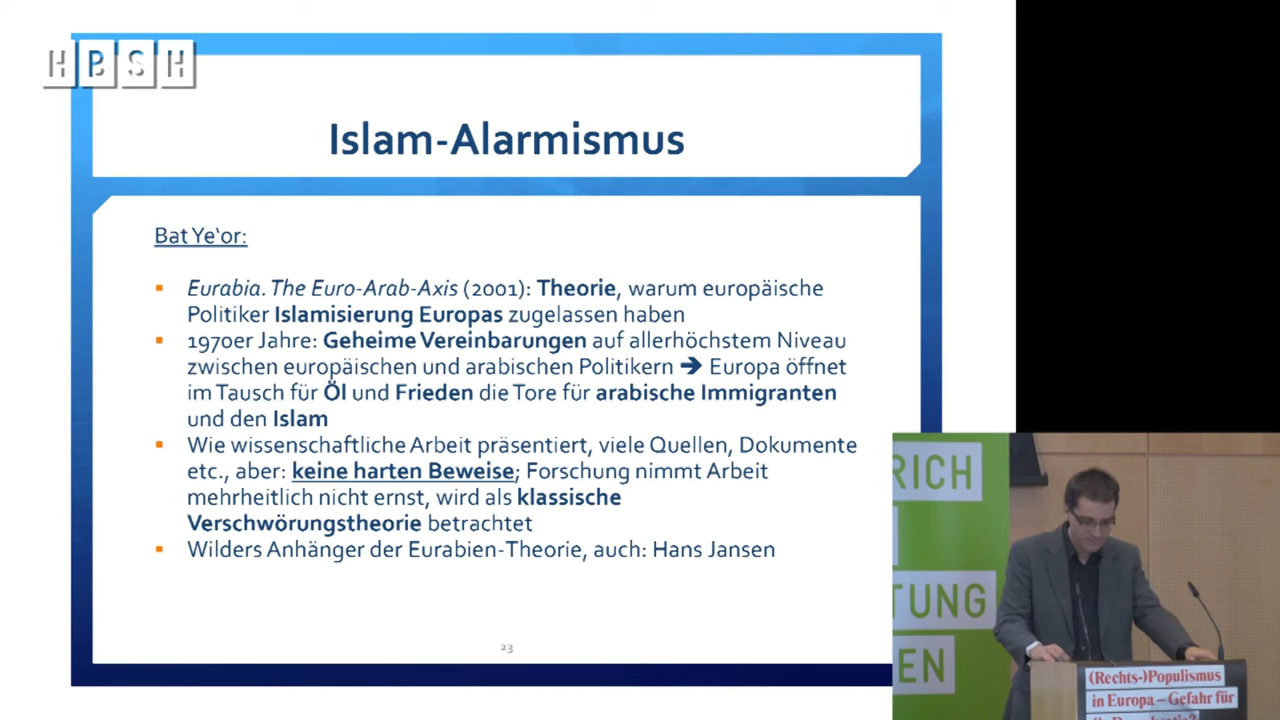 HBSH
Islam-Alarmismus
Bat Ye‘or:
▪ Eurabia. The Euro-Arab-Axis (2001): Theorie, warum europäische
Politiker Islamisierung Europas zugelassen haben
▪ 1970er Jahre: Geheime Vereinbarungen auf allerhöchstem Niveau
zwischen europäischen und arabischen Politikern ➔ Europa öffnet
im Tausch für Öl und Frieden die Tore für arabische Immigranten
und den Islam
▪ Wie wissenschaftliche Arbeit präsentiert, viele Quellen, Dokumente
etc., aber: keine harten Beweise; Forschung nimmt Arbeit
mehrheitlich nicht ernst, wird als klassische
Verschwörungstheorie betrachtet
▪ Wilders Anhänger der Eurabien-Theorie, auch: Hans Jansen
23
RICH
TUNG
EN
(Rechts-)Populismus
in Europa – Gefahr für
die Demokratie?